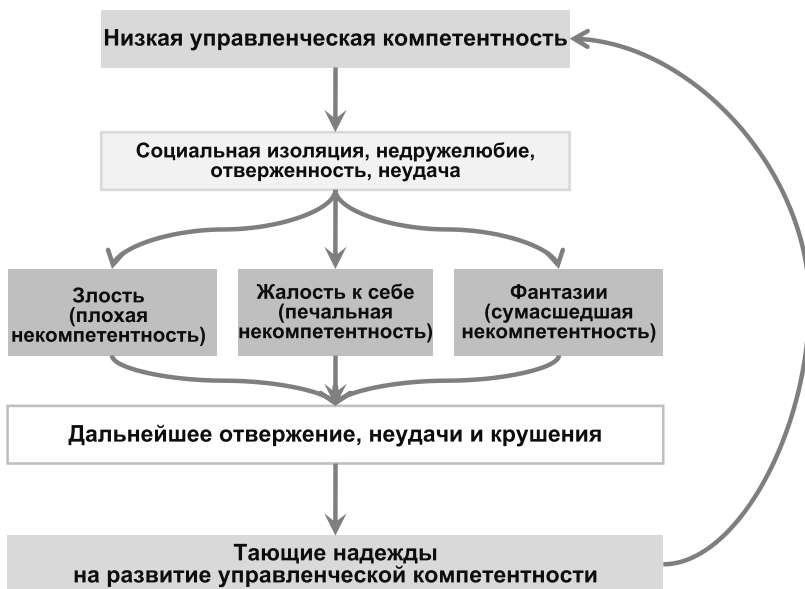 Низкая управленческая компетентность
Социальная изоляция, недружелюбие,
отверженность, неудача
Злость
(плохая
некомпетентность)
Жалость к себе
(печальная
некомпетентность)
Фантазии
(сумасшедшая
некомпетентность)
Дальнейшее отвержение, неудачи и крушения
Тающие надежды
на развитие управленческой компетентности